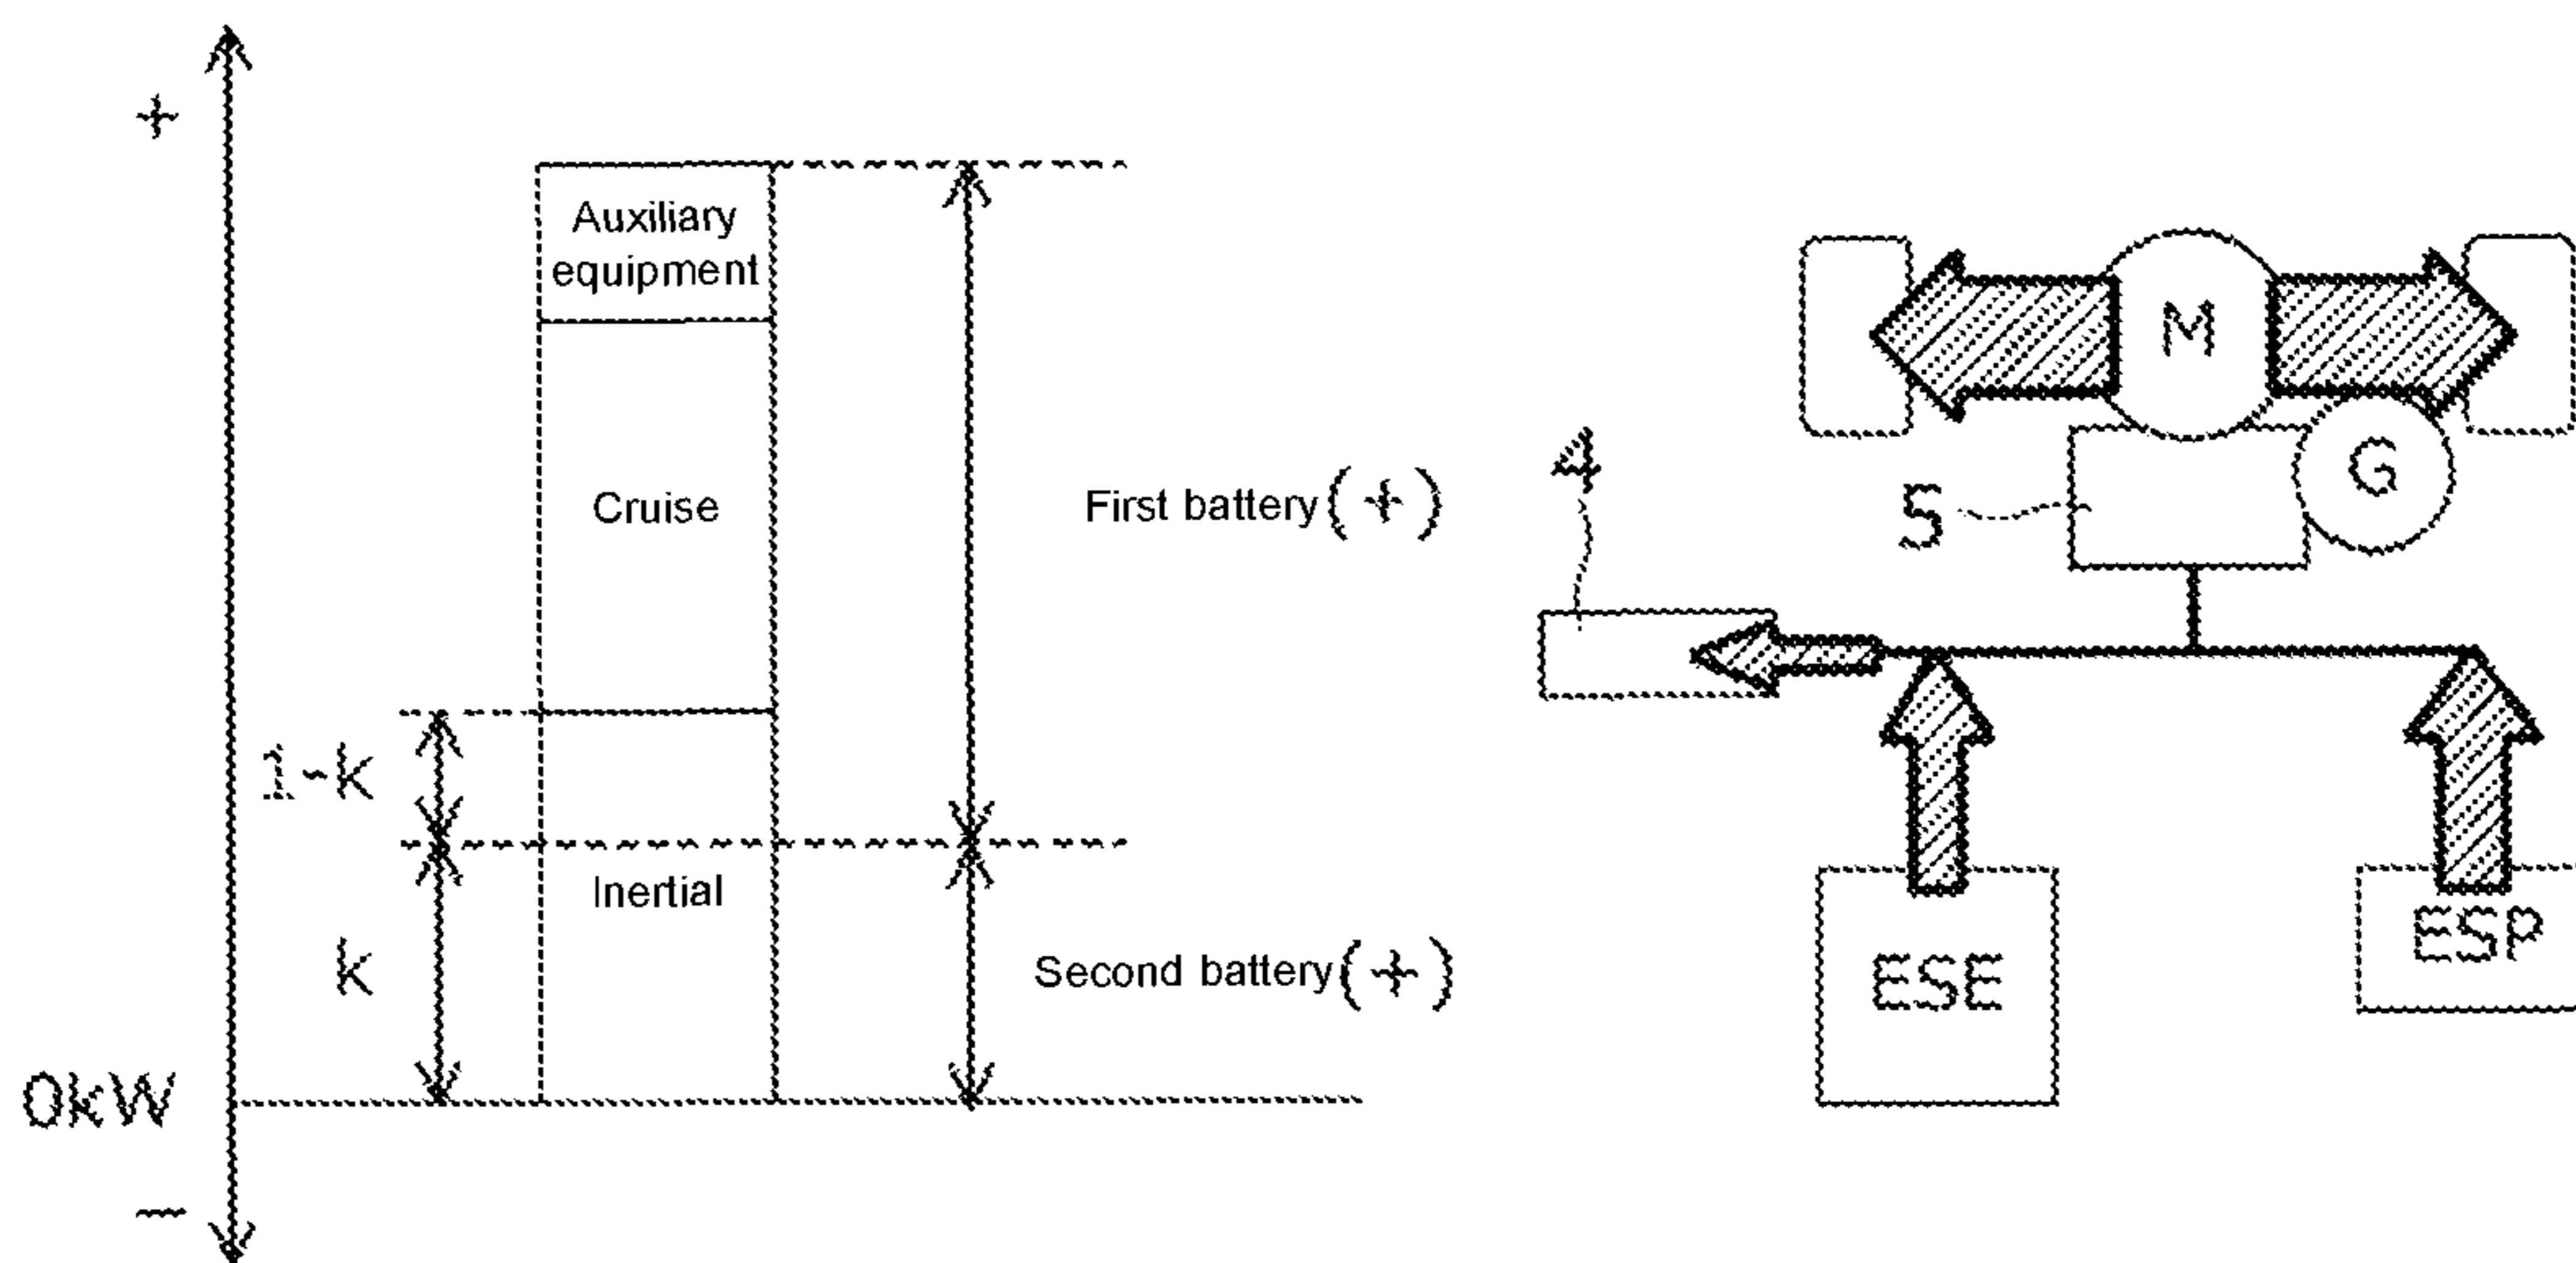 +
Auxiliary
equipment
Cruise
First battery (+)
1-k
Inertial
k
Second battery (+)
0kW
−
M
4
5
G
ESE
ESP